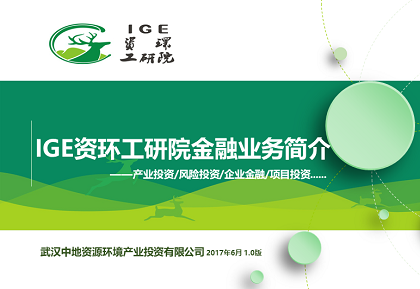 IGE
资环
工研院
IGE资环工研院金融业务简介
——产业投资/风险投资/企业金融/项目投资......
武汉中地资源环境产业投资有限公司 2017年6月 1.0版